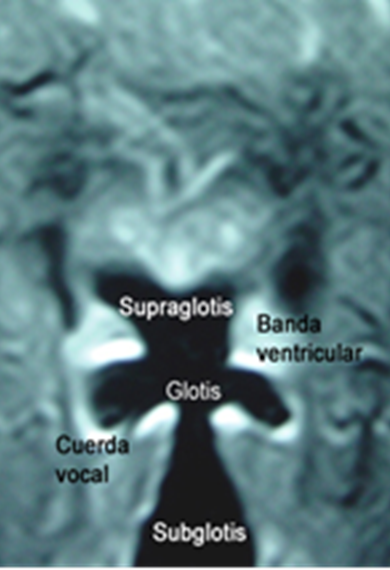 Supraglotis
Banda
ventricular
Glotis
Cuerda
vocal
Subglotis